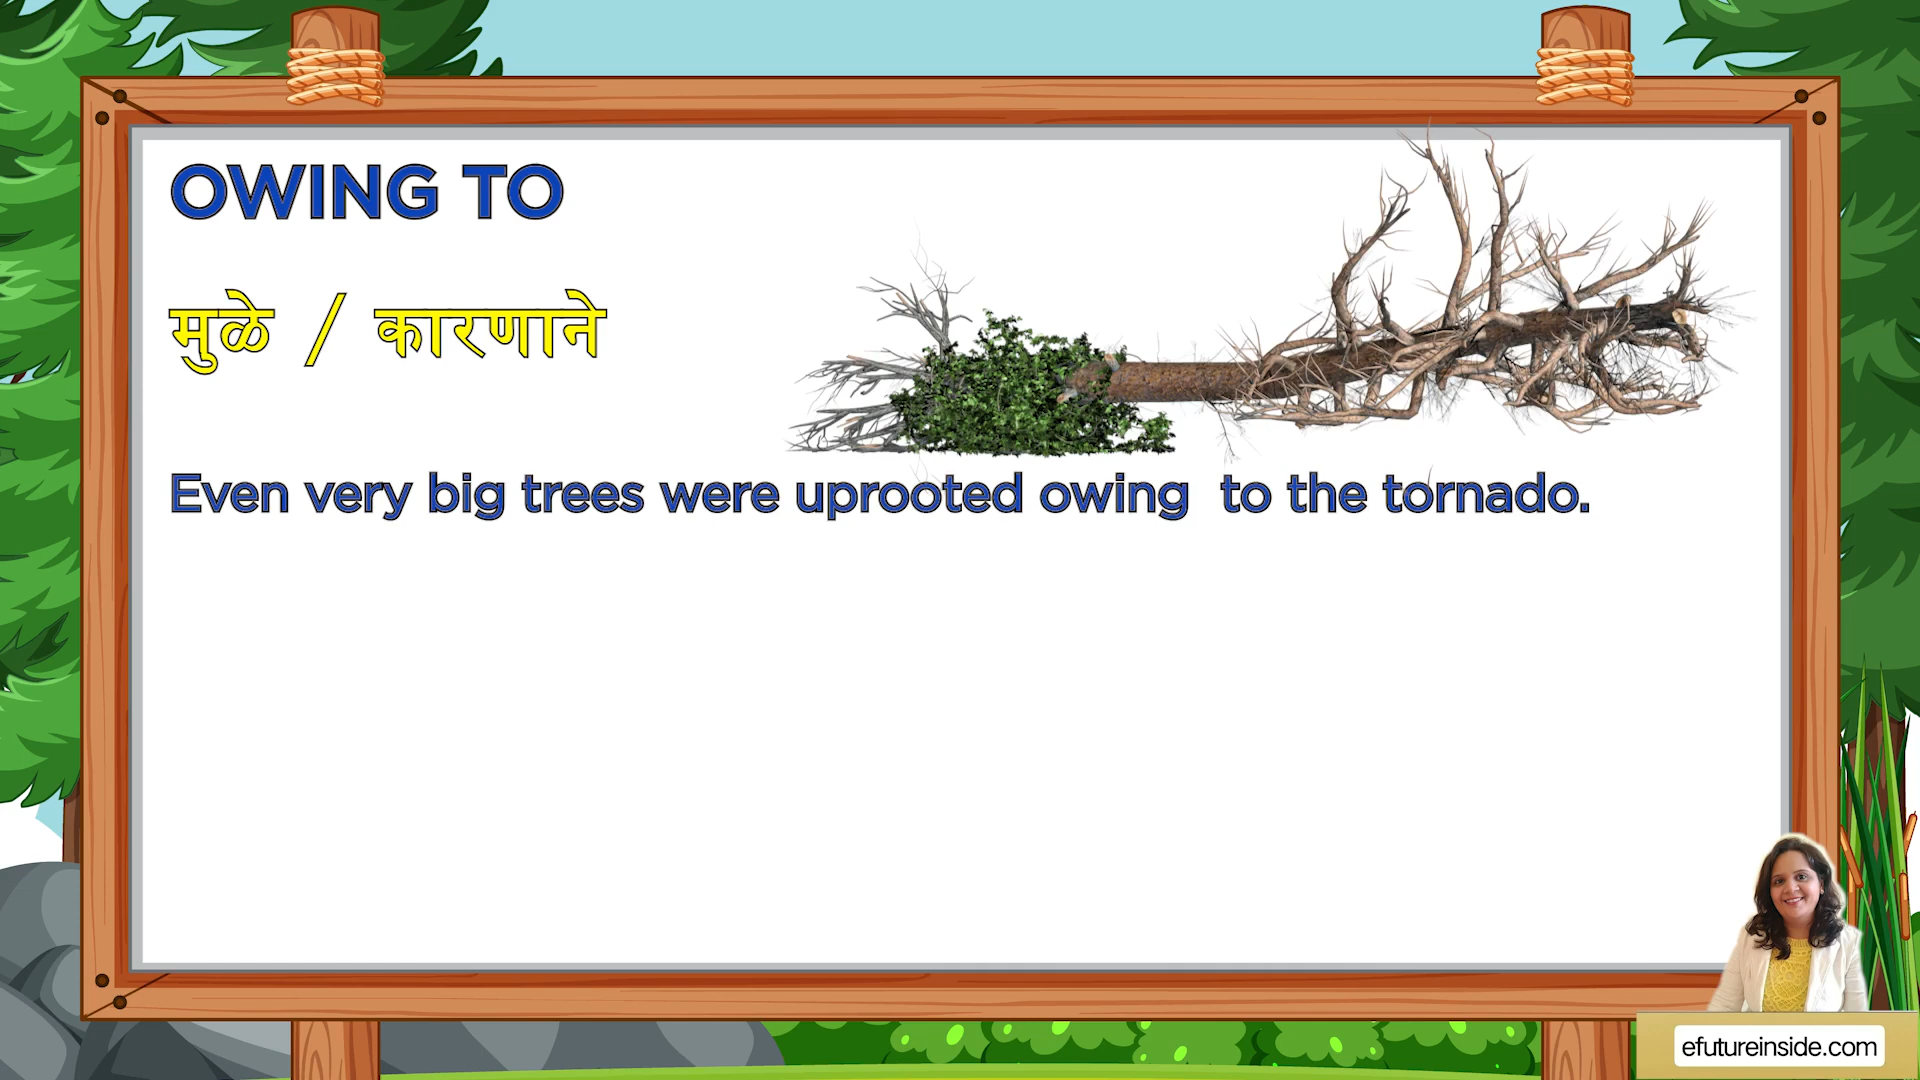 OWING TO
मुळे / कारणाने
Even very big trees were uprooted owing  to the tornado.
efutureinside.com